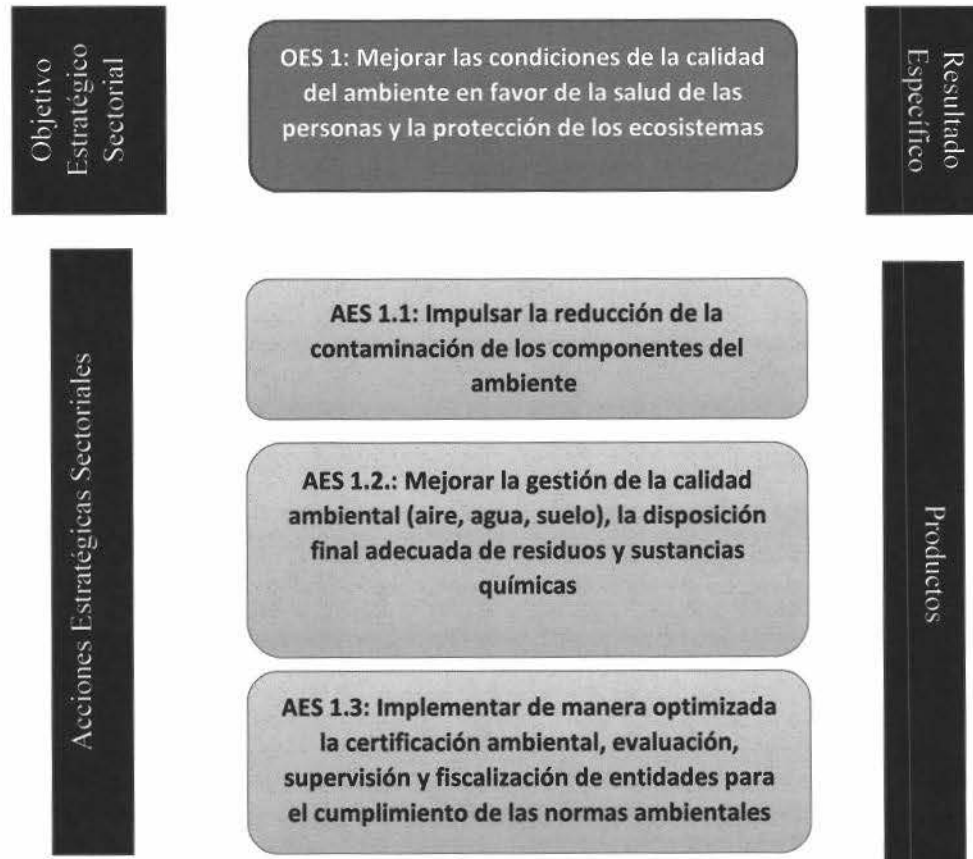 Objetivo
Estratégico
Sectorial
OES 1: Mejorar las condiciones de la calidad
del ambiente en favor de la salud de las
personas y la protección de los ecosistemas
Resultado
Específico
Acciones Estratégicas Sectoriales
AES 1.1: Impulsar la reducción de la
contaminación de los componentes del
ambiente
AES 1.2.: Mejorar la gestión de la calidad
ambiental (aire, agua, suelo), la disposición
final adecuada de residuos y sustancias
químicas
AES 1.3: Implementar de manera optimizada
la certificación ambiental, evaluación,
supervisión y fiscalización de entidades para
el cumplimiento de las normas ambientales
Productos